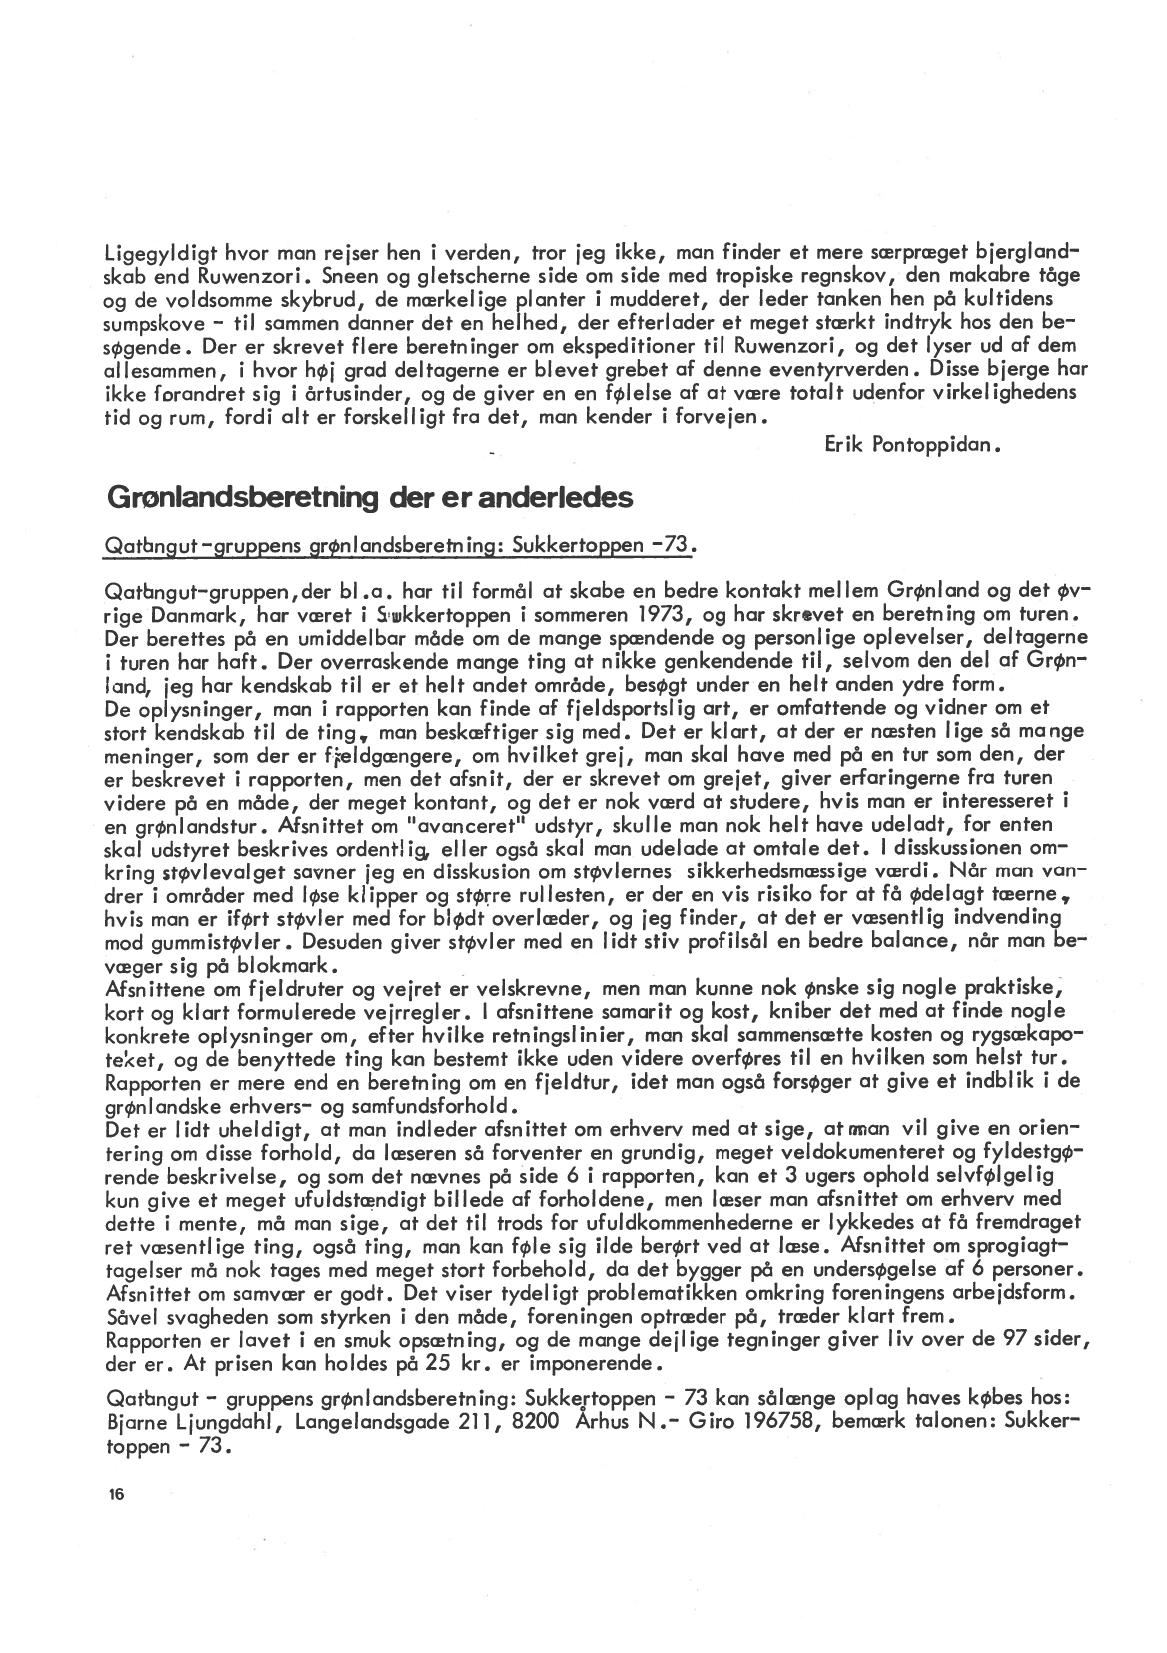 Ligegyldigt hvor man rejser hen i verden, tror jeg ikke, man finder et mere særpræget bjergland-
skab end Ruwenzori. Sneen og gletscherne side om side med tropiske regnskov, den makabre tåge
og de voldsomme skybrud, de mærkelige planter i mudderet, der leder tanken hen på kultidens
sumpskove - til sammen danner det en helhed, der efterlader et meget stærkt indtryk hos den be-
søgende. Der er skrevet flere beretninger om ekspeditioner til Ruwenzori, og det lyser ud af dem
allesammen, i hvor høj grad deltagerne er blevet grebet af denne eventyrverden. Disse bjerge har
ikke forandret sig i årtusinder, og de giver en en følelse af at være totalt udenfor virkelighedens
tid og rum, fordi alt er forskelligt fra det, man kender i forvejen.
Erik Pontoppidan.
Grønlandsberetning der er anderledes
Qatângut-gruppens grønlandsberetning: Sukkertoppen -73.
Qatângut-gruppen,der bl.a. har til formål at skabe en bedre kontakt mellem Grønland og det øv-
rige Danmark, har været i Sukkertoppen i sommeren 1973, og har skrevet en beretning om turen.
Der berettes på en umiddelbar måde om de mange spændende og personlige oplevelser, deltagerne
i turen har haft. Der overraskende mange ting at nikke genkendende til, selvom den del af Grøn-
land, jeg har kendskab til er et helt andet område, besøgt under en helt anden ydre form.
De oplysninger, man i rapporten kan finde af fjeldsportslig art, er omfattende og vidner om et
stort kendskab til de ting, man beskæftiger sig med. Det er klart, at der er næsten lige så mange
meninger, som der er fjeldgængere, om hvilket grej, man skal have med på en tur som den, der
er beskrevet i rapporten, men det afsnit, der er skrevet om grejet, giver erfaringerne fra turen
videre på en måde, der meget kontant, og det er nok værd at studere, hvis man er interesseret i
en grønlandstur. Afsnittet om "avanceret" udstyr, skulle man nok helt have udeladt, for enten
skal udstyret beskrives ordentlig, eller også skal man udelade at omtale det. I disskussionen om-
kring støvlevalget savner jeg en disskusion om støvlernes sikkerhedsmæssige værdi. Når man van-
drer i områder med løse klipper og større rullesten, er der en vis risiko for at få ødelagt tæerne,
hvis man er iført støvler med for blødt overlæder, og jeg finder, at det er væsentlig indvending
mod gummistøvler. Desuden giver støvler med en lidt stiv profilsål en bedre balance, når man be-
væger sig på blokmark.
Afsnittene om fjeldruter og vejret er velskrevne, men man kunne nok ønske sig nogle praktiske,
kort og klart formulerede vejrregler. I afsnittene samarit og kost, kniber det med at finde nogle
konkrete oplysninger om, efter hvilke retningslinier, man skal sammensætte kosten og rygsækapo-
teket, og de benyttede ting kan bestemt ikke uden videre overføres til en hvilken som helst tur.
Rapporten er mere end en beretning om en fjeldtur, idet man også forsøger at give et indblik i de
grønlandske erhvers- og samfundsforhold.
Det er lidt uheldigt, at man indleder afsnittet om erhverv med at sige, at man vil give en orien-
tering om disse forhold, da læseren så forventer en grundig, meget veldokumenteret og fyldestgø-
rende beskrivelse, og som det nævnes på side 6 i rapporten, kan et 3 ugers ophold selvfølgelig
kun give et meget ufuldstændigt billede af forholdene, men læser man afsnittet om erhverv med
dette i mente, må man sige, at det til trods for ufuldkommenhederne er lykkedes at få fremdraget
ret væsentlige ting, også ting, man kan føle sig ilde berørt ved at læse. Afsnittet om sprogiagt-
tagelser må nok tages med meget stort forbehold, da det bygger på en undersøgelse af 6 personer.
Afsnittet om samvær er godt. Det viser tydeligt problematikken omkring foreningens arbejdsform.
Såvel svagheden som styrken i den måde, foreningen optræder på, træder klart frem.
Rapporten er lavet i en smuk opsætning, og de mange dejlige tegninger giver liv over de 97 sider,
der er. At prisen kan holdes på 25 kr. er imponerende.
Qatângut - gruppens grønlandsberetning: Sukkertoppen - 73 kan sålænge oplag haves købes hos:
Bjarne Ljungdahl, Langelandsgade 211, 8200 Århus N.- Giro 196758, bemærk talonen: Sukker-
toppen - 73.
16